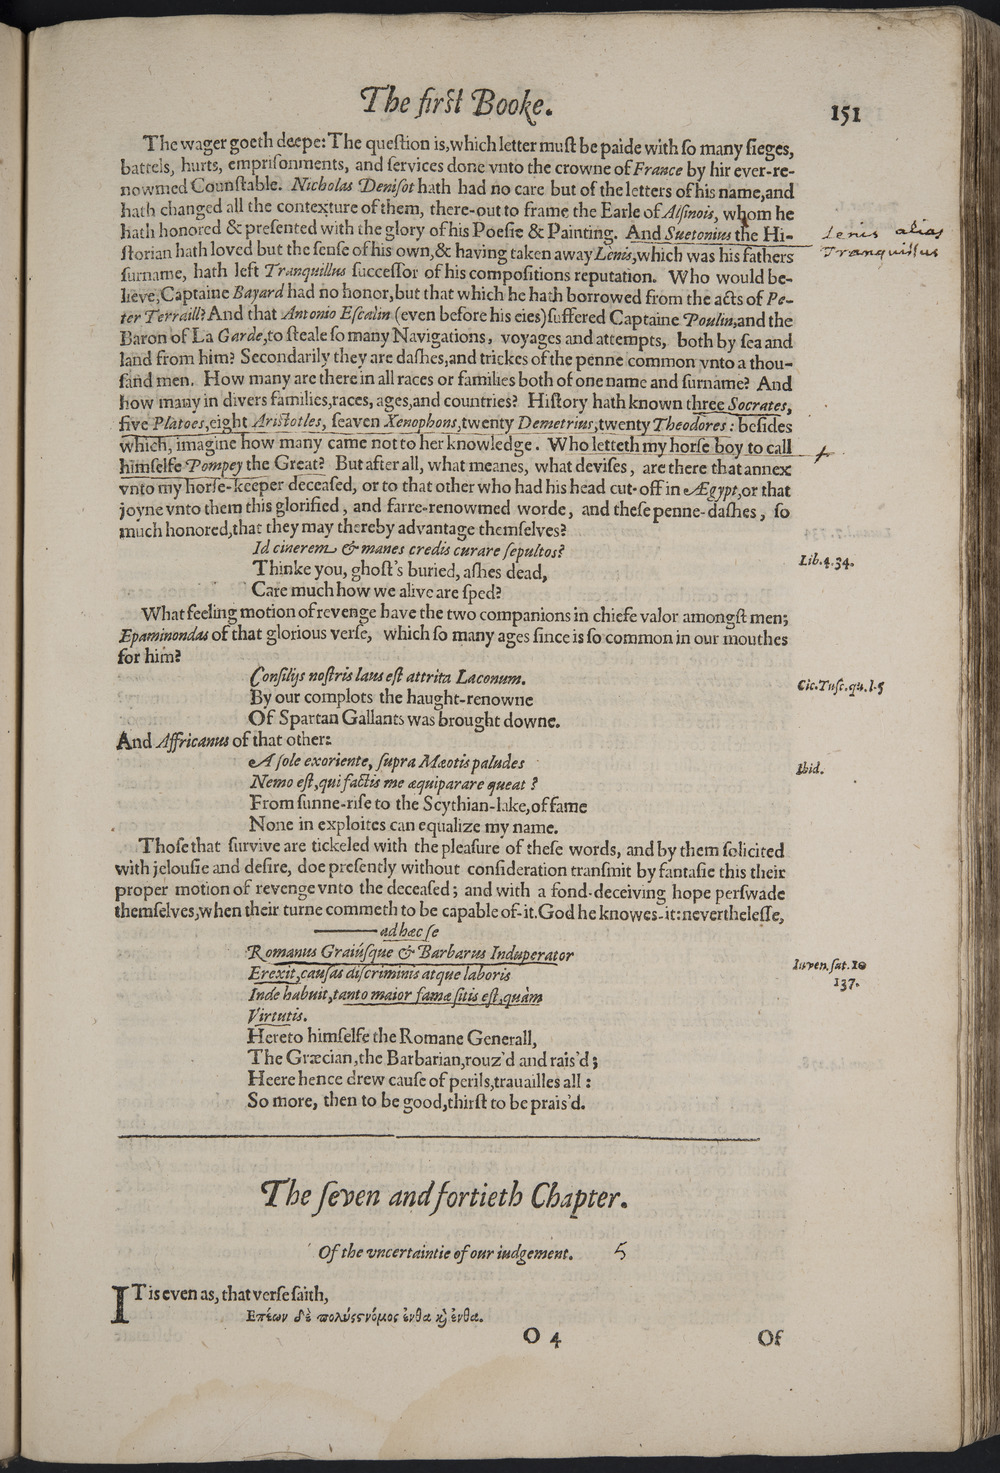 The first Booke. 151
The wager goeth deepe: The queſtion is, which letter muſt be paide with ſo many ſieges,
battels, hurts, empriſonments, and ſervices done vnto the crowne of France by hir ever-re-
nowmed Counſtable. Nicholas Deniſot hath had no care but of the letters of his name, and
hath changed all the contexture of them, there-out to frame the Earle of Alſinois, whom he
hath honored & preſented with the glory of his Poeſie & Painting. And Suetonius the Hi-
Lenis alias
ſtorian hath loved but the ſenſe of his own, & having taken away Lenis, which was his fathers
Tranquillus
ſurname, hath left Tranquillus ſucceſſor of his compoſitions reputation. Who would be-
lieve, Captaine Bayard had no honor, but that which he hath borrowed from the acts of Pe-
ter Terraill? And that Antonio Eſcalin (even before his eies) ſuffered Captaine Poulin, and the
Baron of La Garde, to ſteale ſo many Navigations, voyages and attempts, both by ſea and
land from him? Secondarily they are daſhes, and trickes of the penne common vnto a thou-
ſand men. How many are there in all races or families both of one name and ſurname? And
how many in divers families, races, ages, and countries? Hiſtory hath known three Socrates,
five Platoes, eight Ariſtotles, ſeaven Xenophons, twenty Demetrius, twenty Theodores: beſides
which, imagine how many came not to her knowledge. Who letteth my horſe boy to call
himſelfe Pompey the Great? But after all, what meanes, what deviſes, are there that annex
vnto my horſe-keeper deceaſed, or to that other who had his head cut-off in Ægypt, or that
joyne vnto them this glorified, and farre-renowmed worde, and theſe penne-daſhes, ſo
much honored, that they may thereby advantage themſelves?
Id cinerem & manes credis curare ſepultos?
Lib. 4. 34.
Thinke you, ghoſt's buried, aſhes dead,
Care much how we alive are ſped?
What feeling motion of revenge have the two companions in chiefe valor amongſt men;
Epaminondas of that glorious verſe, which ſo many ages ſince is ſo common in our mouthes
for him?
Conſilijs noſtris laus eſt attrita Laconum.
Cic. Tuſc. qu. l. 5
By our complots the haught-renowne
Of Spartan Gallants was brought downe.
And Affricanus of that other:
A ſole exoriente, ſupra Mæotis paludes
Ibid.
Nemo eſt, qui factis me æquiparare queat?
From ſunne-riſe to the Scythian-lake, of fame
None in exploites can equalize my name.
Thoſe that ſurvive are tickeled with the pleaſure of theſe words, and by them ſolicited
with jelouſie and deſire, doe preſently without conſideration tranſmit by fantaſie this their
proper motion of revenge vnto the deceaſed; and with a fond-deceiving hope perſwade
themſelves, when their turne commeth to be capable of-it. God he knowes-it: nevertheleſſe,
——— ad hæc ſe
Romanus Graiúſque & Barbarus Induperator
Erexit, cauſas diſcriminis atque laboris
Iuven. ſat. 10
Inde habuit, tanto maior famæ ſitis eſt, quàm
137.
Virtutis.
Hereto himſelfe the Romane Generall,
The Græcian, the Barbarian, rouz'd and rais'd;
Heere hence drew cauſe of perils, trauailles all:
So more, then to be good, thirſt to be prais'd.
The ſeven and fortieth Chapter.
Of the vncertaintie of our iudgement. 5
IT is even as, that verſe ſaith,
Επέων δὲ πολύςς νόμος ἔνθα κὶ ἔνθα.
O 4 Of